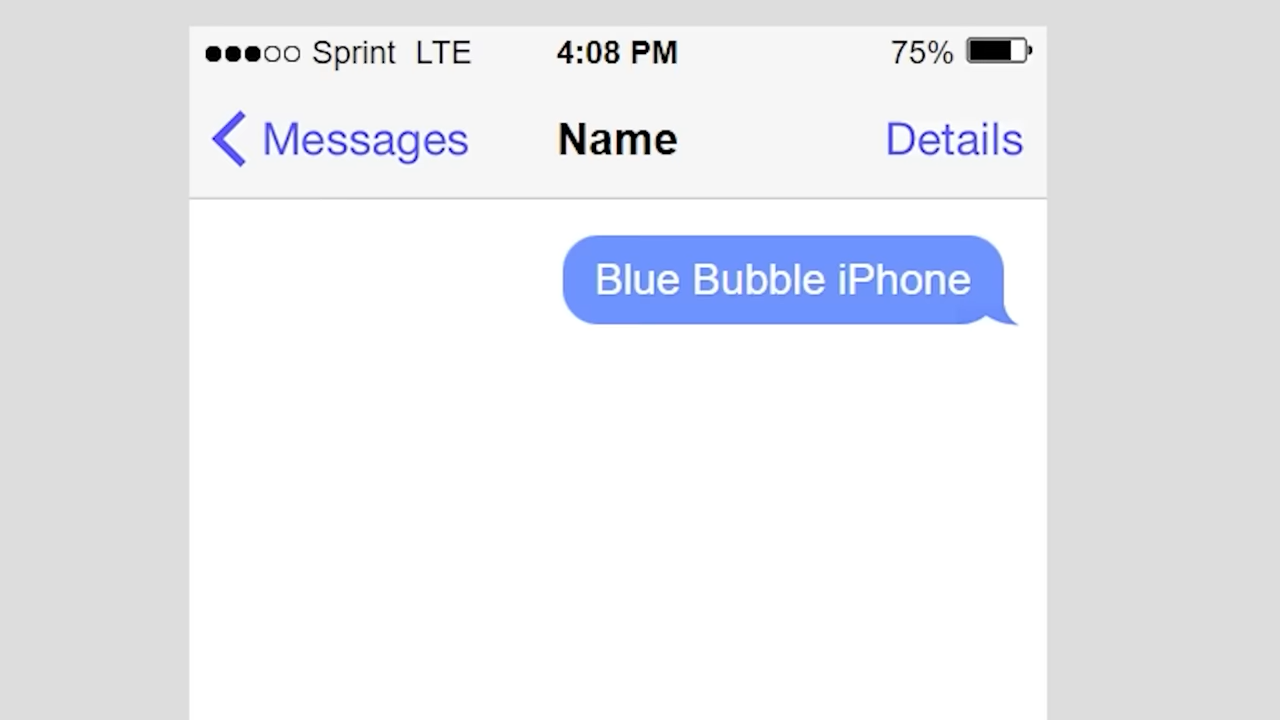 Sprint LTE 4:08 PM 75%
Messages Name Details
Blue Bubble iPhone